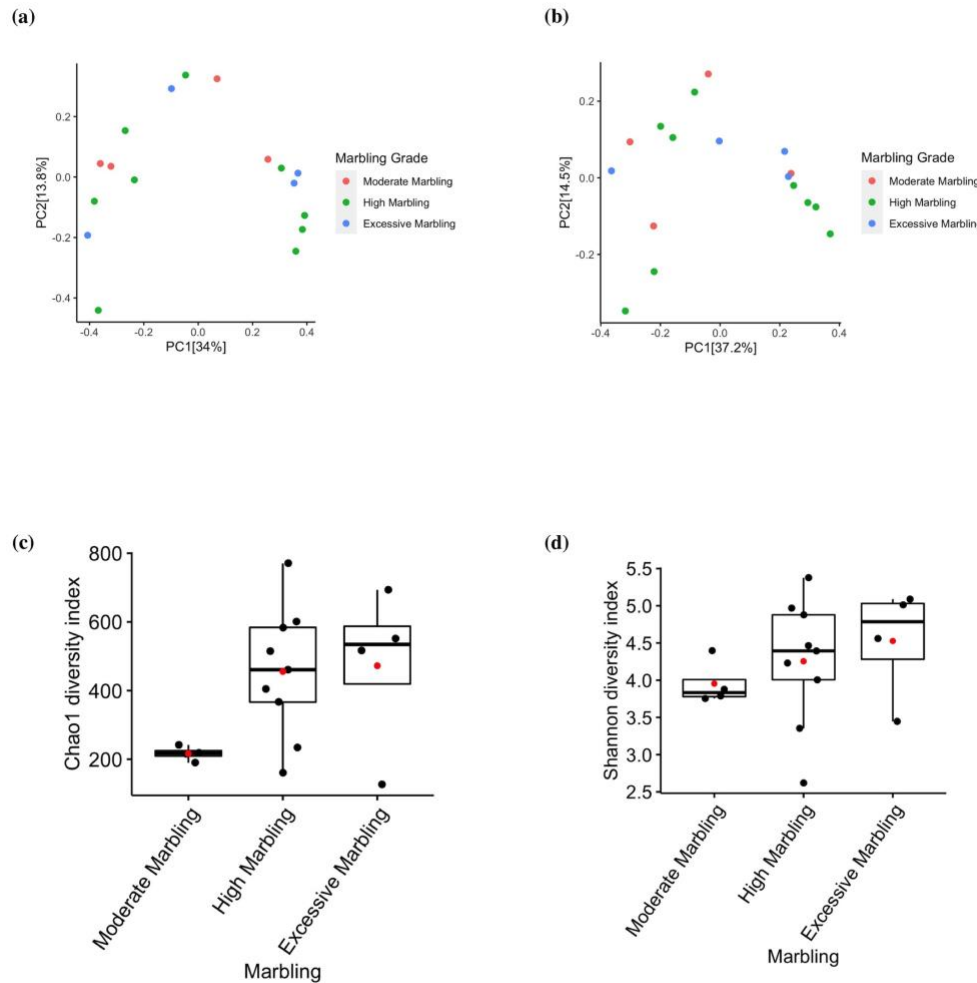 (a)
0.2
0.0
-0.2
-0.4
PC2[13.8%]
-0.4
-0.2
0.0
0.2
0.4
PC1[34%]
Marbling Grade
Moderate Marbling
High Marbling
Excessive Marbling
(b)
0.2
0.0
-0.2
PC2[14.5%]
-0.4
-0.2
0.0
0.2
0.4
PC1[37.2%]
Marbling Grade
Moderate Marbling
High Marbling
Excessive Marblin
(c)
800
600
400
200
Chao1 diversity index
Moderate Marbling
High Marbling
Excessive Marbling
Marbling
(d)
5.5
5.0
4.5
4.0
3.5
3.0
2.5
Shannon diversity index
Moderate Marbling
High Marbling
Excessive Marbling
Marbling